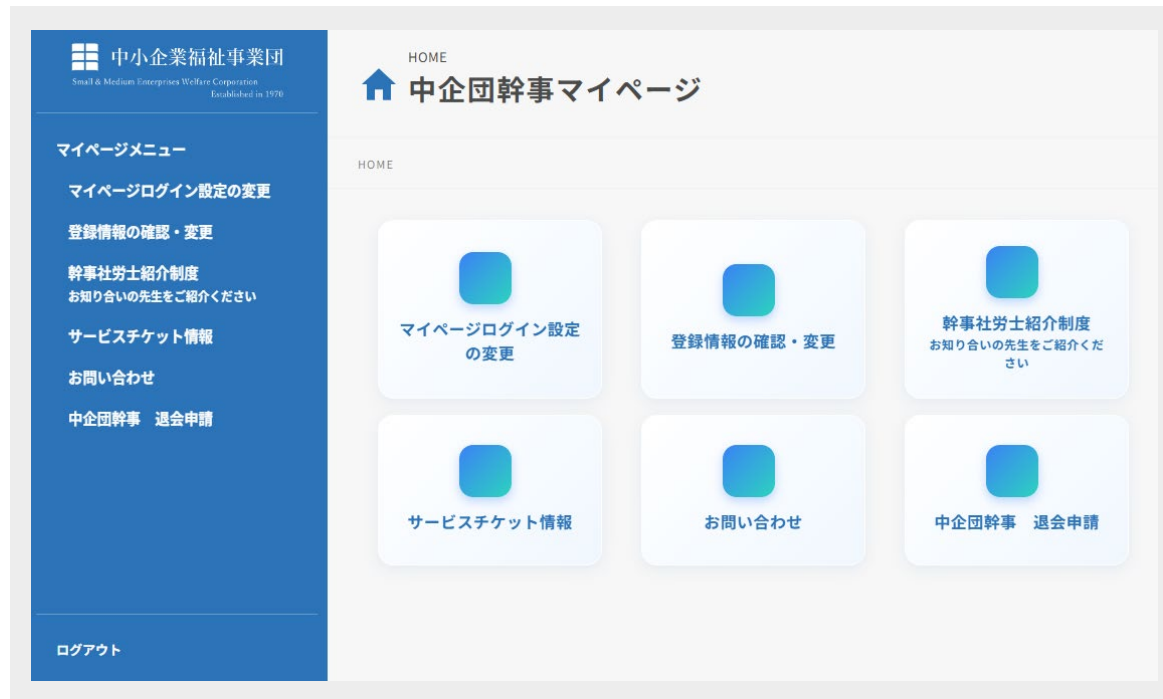 中小企業福祉事業団
Small & Medium Enterprises Welfare Corporation
Established in 1970
マイページメニュー
マイページログイン設定の変更
登録情報の確認・変更
幹事社労士紹介制度
お知り合いの先生をご紹介ください
サービスチケット情報
お問い合わせ
中企団幹事　退会申請
ログアウト
HOME
中企団幹事マイページ
HOME
マイページログイン設定
の変更
登録情報の確認・変更
幹事社労士紹介制度
お知り合いの先生をご紹介くだ
さい
サービスチケット情報
お問い合わせ
中企団幹事　退会申請